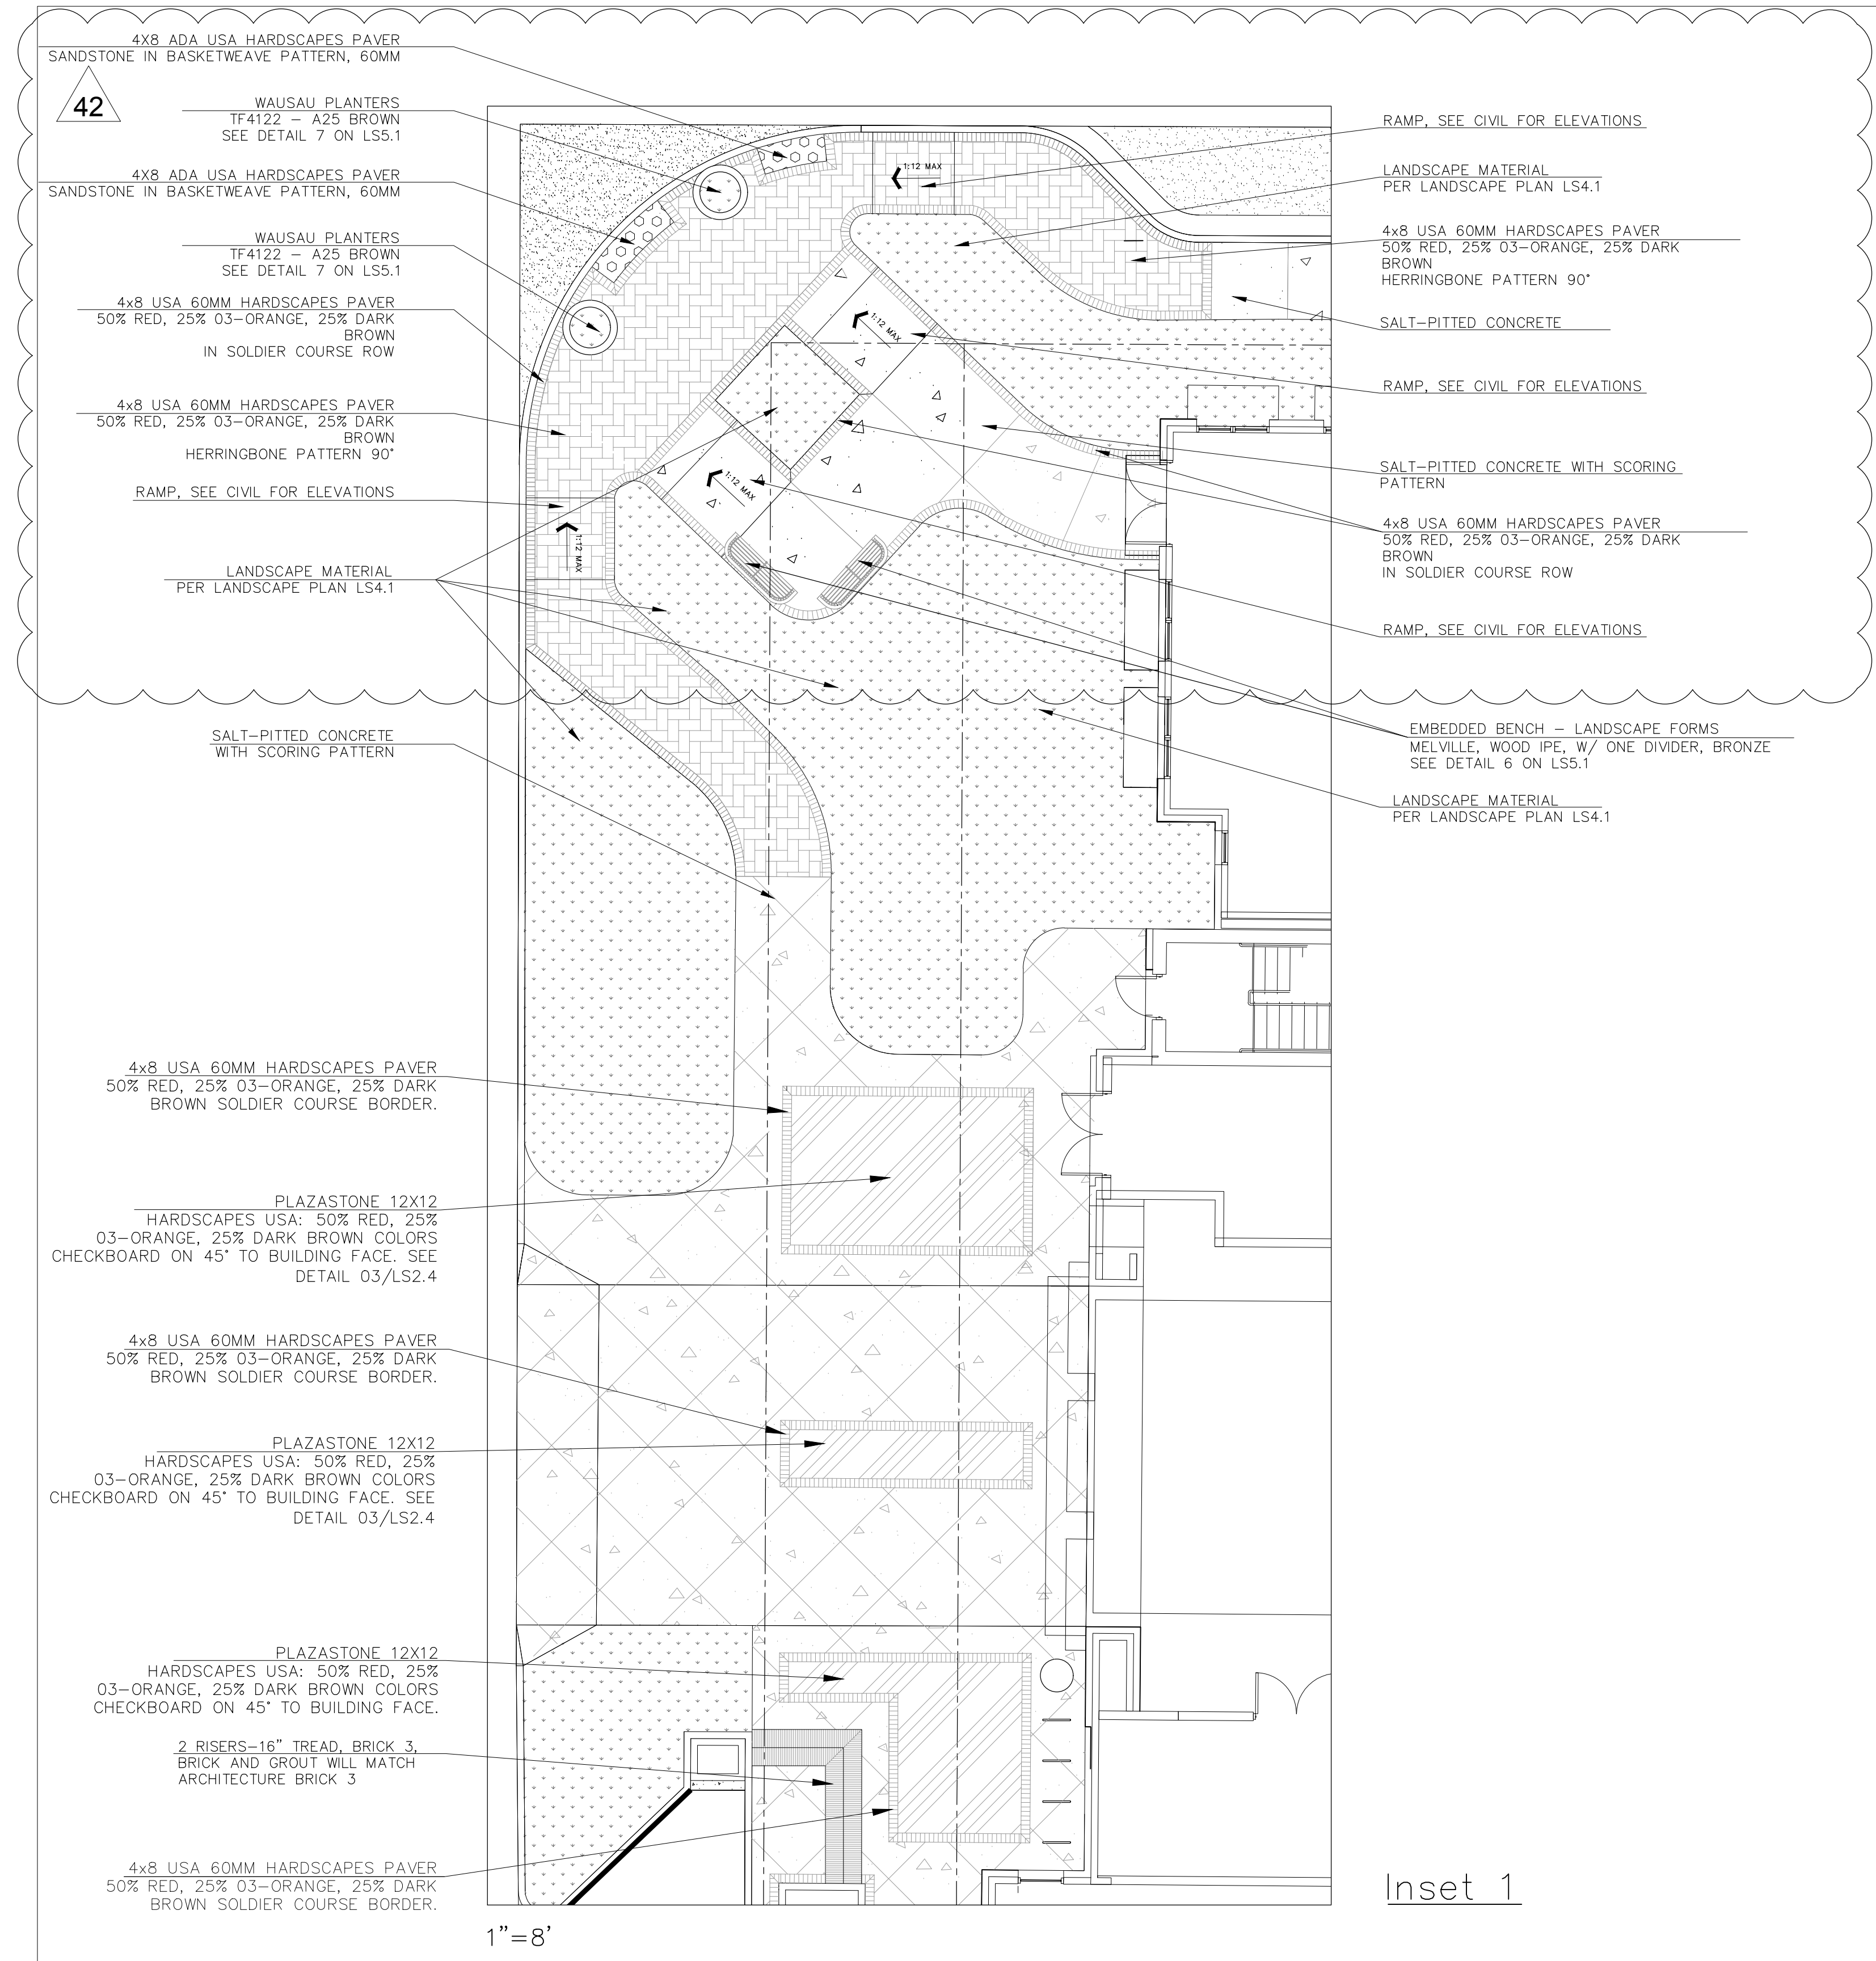 4X8 ADA USA HARDSCAPES PAVER
SANDSTONE IN BASKETWEAVE PATTERN, 60MM
42
WAUSAU PLANTERS
TF4122 – A25 BROWN
SEE DETAIL 7 ON LS5.1
4X8 ADA USA HARDSCAPES PAVER
SANDSTONE IN BASKETWEAVE PATTERN, 60MM
WAUSAU PLANTERS
TF4122 – A25 BROWN
SEE DETAIL 7 ON LS5.1
4x8 USA 60MM HARDSCAPES PAVER
50% RED, 25% 03–ORANGE, 25% DARK
BROWN
IN SOLDIER COURSE ROW
4x8 USA 60MM HARDSCAPES PAVER
50% RED, 25% 03–ORANGE, 25% DARK
BROWN
HERRINGBONE PATTERN 90°
RAMP, SEE CIVIL FOR ELEVATIONS
LANDSCAPE MATERIAL
PER LANDSCAPE PLAN LS4.1
SALT–PITTED CONCRETE
WITH SCORING PATTERN
4x8 USA 60MM HARDSCAPES PAVER
50% RED, 25% 03–ORANGE, 25% DARK
BROWN SOLDIER COURSE BORDER.
PLAZASTONE 12X12
HARDSCAPES USA: 50% RED, 25%
03–ORANGE, 25% DARK BROWN COLORS
CHECKBOARD ON 45° TO BUILDING FACE. SEE
DETAIL 03/LS2.4
4x8 USA 60MM HARDSCAPES PAVER
50% RED, 25% 03–ORANGE, 25% DARK
BROWN SOLDIER COURSE BORDER.
PLAZASTONE 12X12
HARDSCAPES USA: 50% RED, 25%
03–ORANGE, 25% DARK BROWN COLORS
CHECKBOARD ON 45° TO BUILDING FACE. SEE
DETAIL 03/LS2.4
PLAZASTONE 12X12
HARDSCAPES USA: 50% RED, 25%
03–ORANGE, 25% DARK BROWN COLORS
CHECKBOARD ON 45° TO BUILDING FACE.
2 RISERS–16" TREAD, BRICK 3,
BRICK AND GROUT WILL MATCH
ARCHITECTURE BRICK 3
4x8 USA 60MM HARDSCAPES PAVER
50% RED, 25% 03–ORANGE, 25% DARK
BROWN SOLDIER COURSE BORDER.
1:12 MAX
1:12 MAX
1:12 MAX
1:12 MAX
RAMP, SEE CIVIL FOR ELEVATIONS
LANDSCAPE MATERIAL
PER LANDSCAPE PLAN LS4.1
4x8 USA 60MM HARDSCAPES PAVER
50% RED, 25% 03–ORANGE, 25% DARK
BROWN
HERRINGBONE PATTERN 90°
SALT–PITTED CONCRETE
RAMP, SEE CIVIL FOR ELEVATIONS
SALT–PITTED CONCRETE WITH SCORING
PATTERN
4x8 USA 60MM HARDSCAPES PAVER
50% RED, 25% 03–ORANGE, 25% DARK
BROWN
IN SOLDIER COURSE ROW
RAMP, SEE CIVIL FOR ELEVATIONS
EMBEDDED BENCH – LANDSCAPE FORMS
MELVILLE, WOOD IPE, W/ ONE DIVIDER, BRONZE
SEE DETAIL 6 ON LS5.1
LANDSCAPE MATERIAL
PER LANDSCAPE PLAN LS4.1
Inset 1
1"=8'